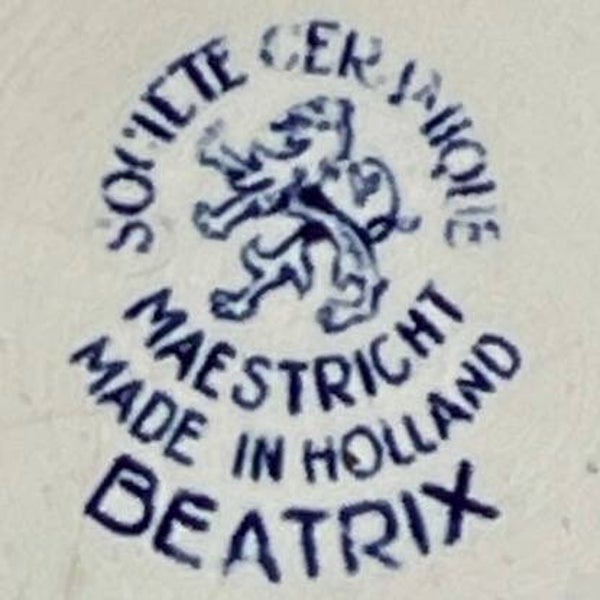 SOCIETE CERAMIQUE
MAESTRICHT
MADE IN HOLLAND
BEATRIX